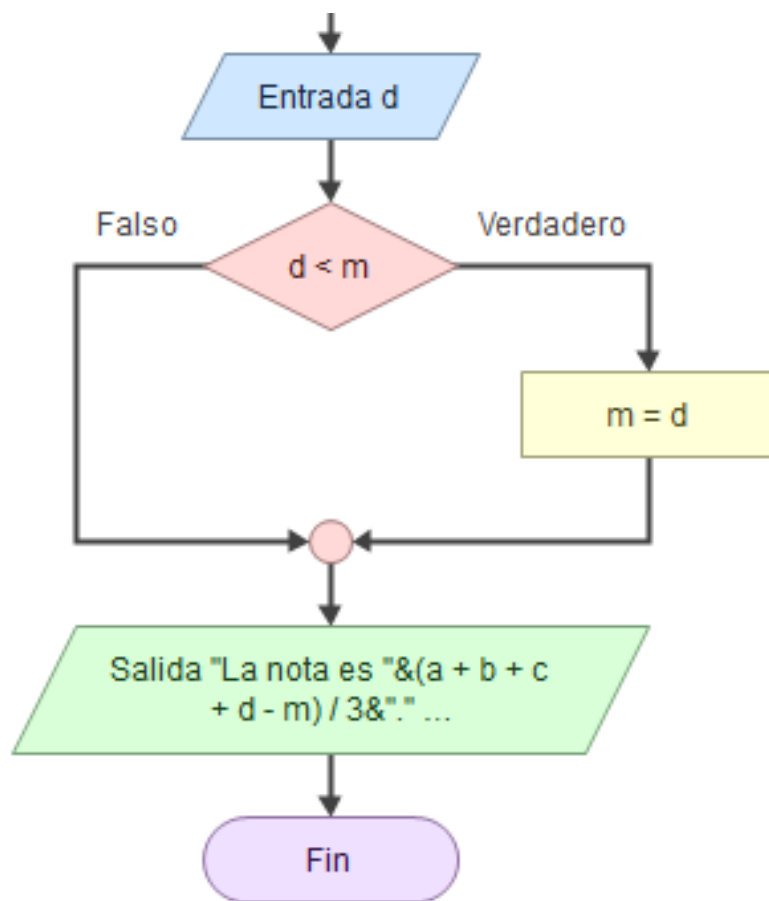 Entrada d
Falso
Verdadero
d < m
m = d
Salida "La nota es "&(a + b + c
+ d - m) / 3&"." ...
Fin